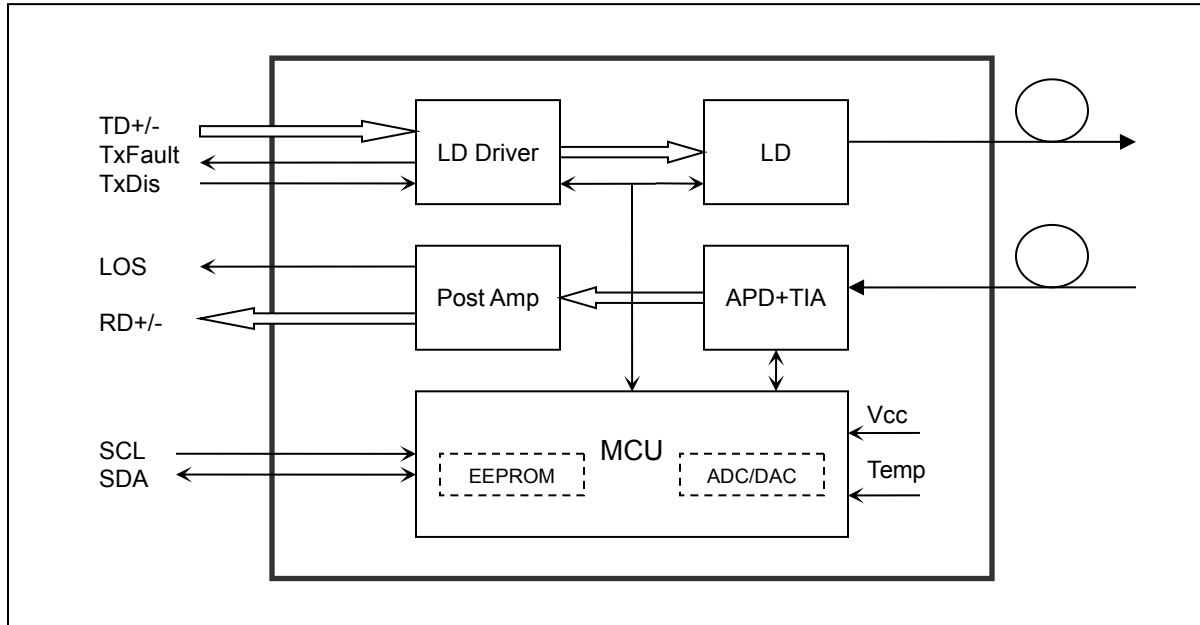 TD+/-
TxFault
TxDis
LD Driver
LD
LOS
RD+/-
Post Amp
APD+TIA
SCL
SDA
MCU
EEPROM
ADC/DAC
Vcc
Temp